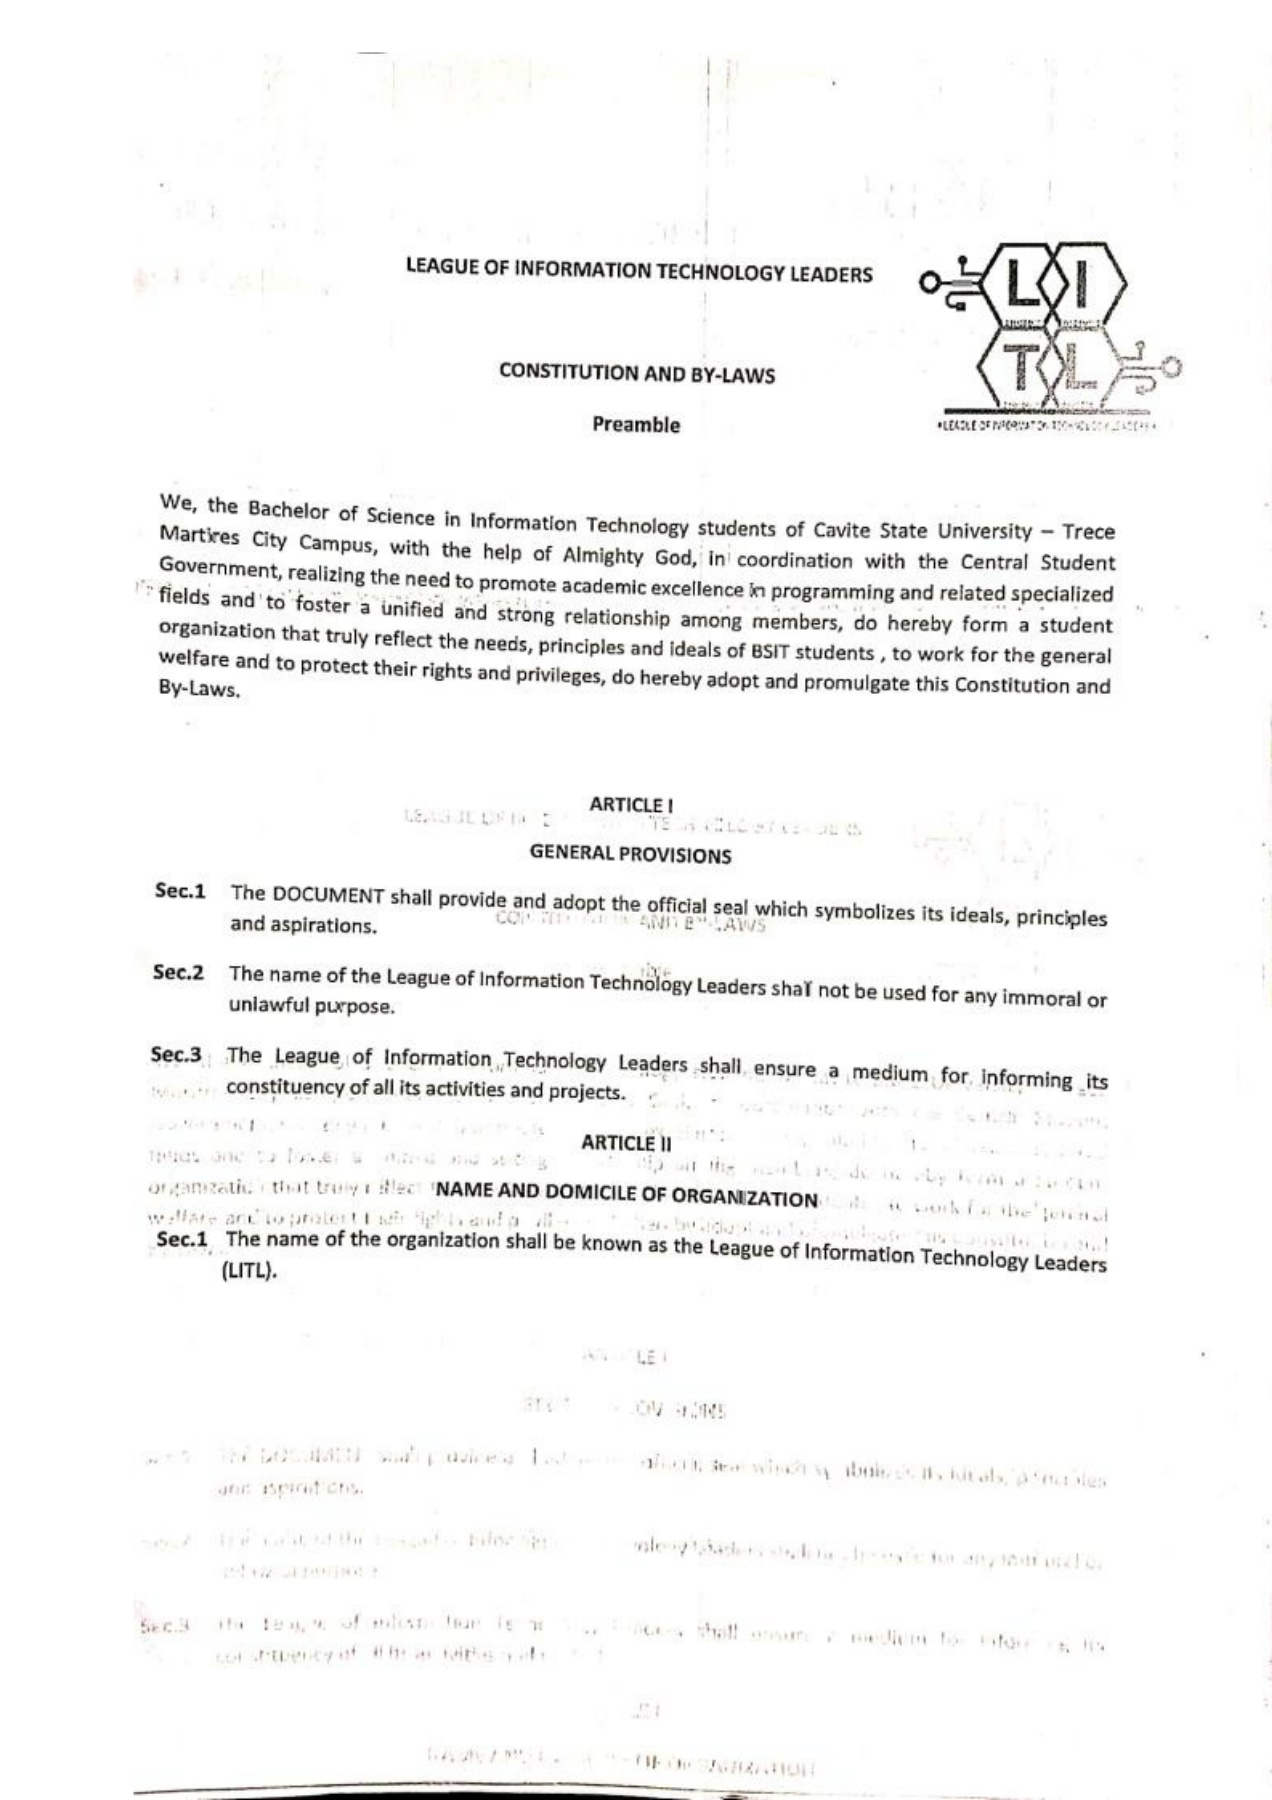 LEAGUE OF INFORMATION TECHNOLOGY LEADERS
L I
T L
CONSTITUTION AND BY-LAWS
Preamble
We, the Bachelor of Science in Information Technology students of Cavite State University – Trece
Martires City Campus, with the help of Almighty God, in coordination with the Central Student
Government, realizing the need to promote academic excellence in programming and related specialized
fields and to foster a unified and strong relationship among members, do hereby form a student
organization that truly reflect the needs, principles and ideals of BSIT students , to work for the general
welfare and to protect their rights and privileges, do hereby adopt and promulgate this Constitution and
By-Laws.
ARTICLE I
GENERAL PROVISIONS
Sec.1 The DOCUMENT shall provide and adopt the official seal which symbolizes its ideals, principles
and aspirations.
Sec.2 The name of the League of Information Technology Leaders shall not be used for any immoral or
unlawful purpose.
Sec.3 The League of Information Technology Leaders shall ensure a medium for informing its
constituency of all its activities and projects.
ARTICLE II
NAME AND DOMICILE OF ORGANIZATION
Sec.1 The name of the organization shall be known as the League of Information Technology Leaders
(LITL).